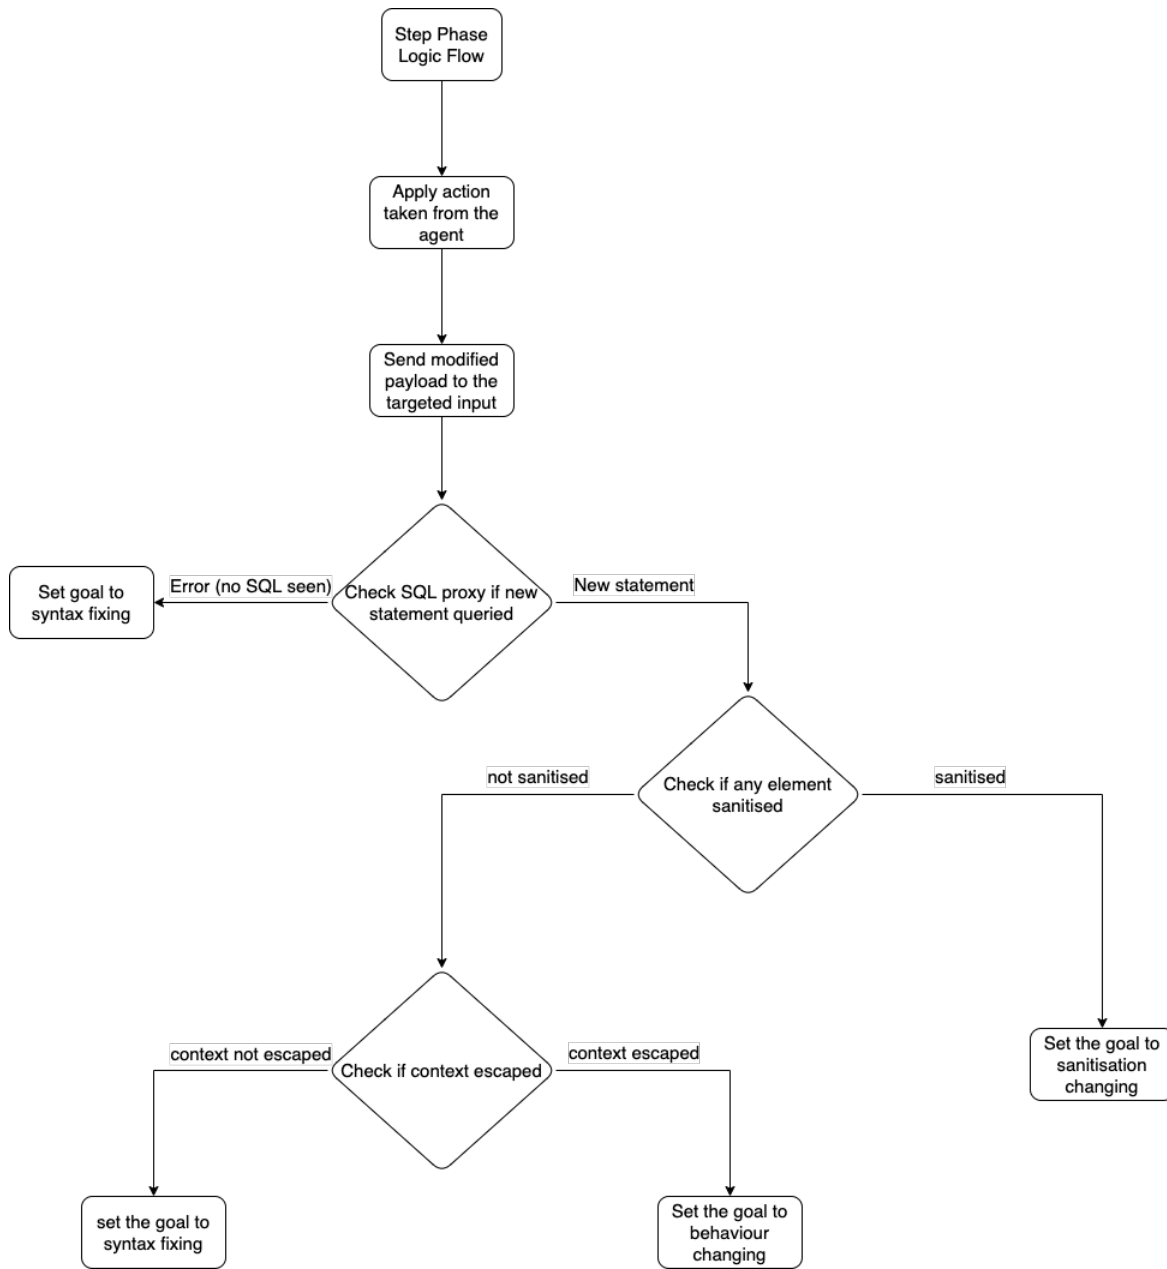 Step Phase
Logic Flow
Apply action
taken from the
agent
Send modified
payload to the
targeted input
Error (no SQL seen)
New statement
Set goal to
syntax fixing
Check SQL proxy if new
statement queried
not sanitised
sanitised
Check if any element
sanitised
context not escaped
context escaped
Check if context escaped
Set the goal to
sanitisation
changing
set the goal to
syntax fixing
Set the goal to
behaviour
changing